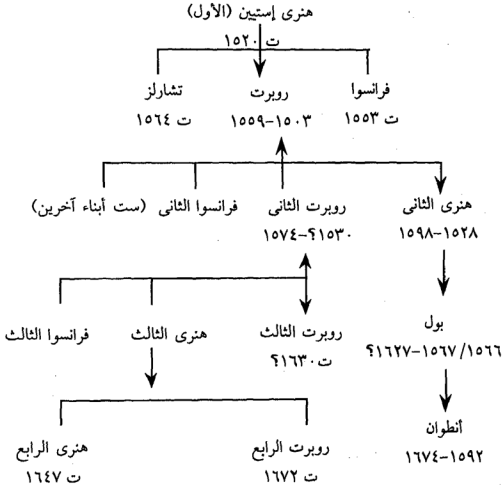 هنرى إستيين (الأول)
ت ١٥٢٠
فرانسوا
ت ١٥٥٣
روبرت
١٥٠٣-١٥٥٩
تشارلز
ت ١٥٦٤
هنرى الثانى
١٥٢٨-١٥٩٨
روبرت الثانى
١٥٣٠؟-١٥٧٤
فرانسوا الثانى
(ست أبناء آخرين)
بول
١٥٦٦/١٥٦٧-١٦٢٧؟
روبرت الثالث
ت ١٦٣٠؟
هنرى الثالث
فرانسوا الثالث
أنطوان
١٥٩٢-١٦٧٤
روبرت الرابع
ت ١٦٧٢
هنرى الرابع
ت ١٦٤٧